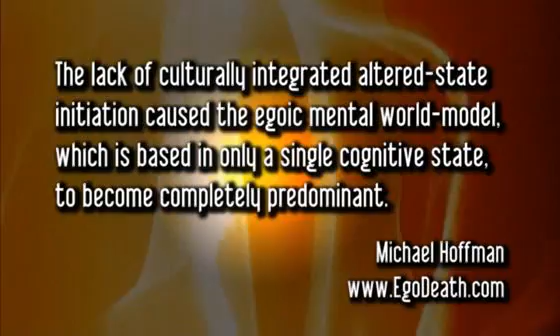 The lack of culturally integrated altered-state
initiation caused the egoic mental world-model,
which is based in only a single cognitive state,
to become completely predominant.
Michael Hoffman
www.EgoDeath.com